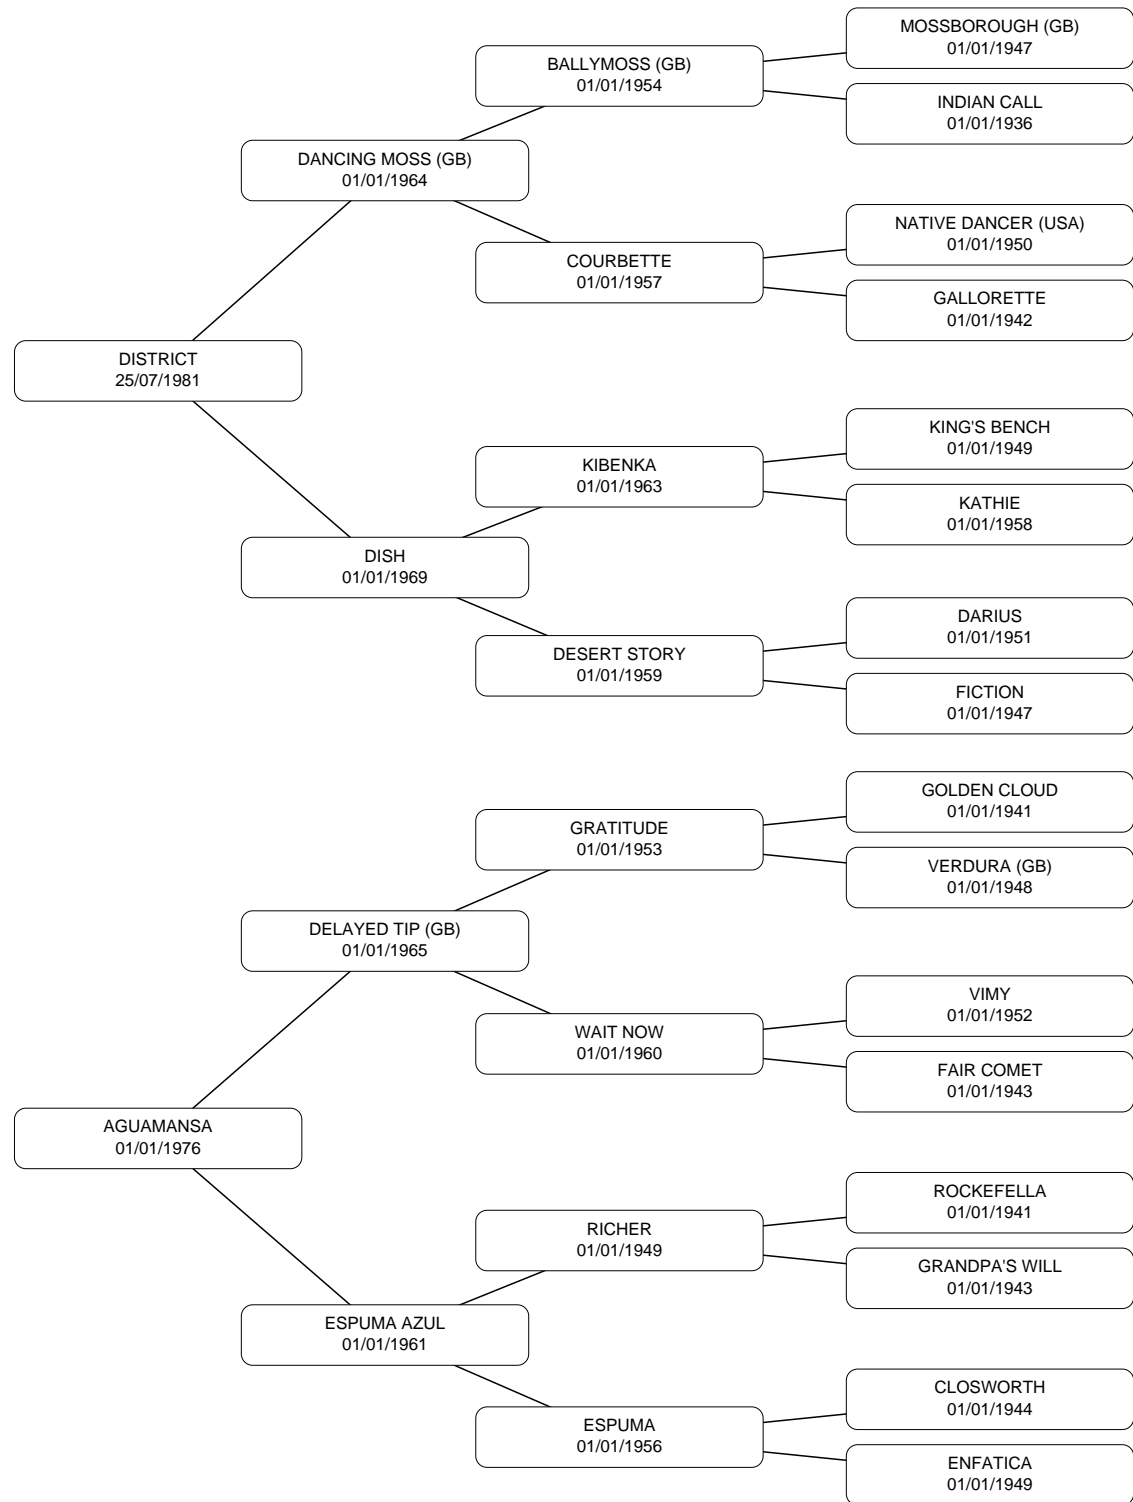 MOSSBOROUGH (GB)
01/01/1947
BALLYMOSS (GB)
01/01/1954
INDIAN CALL
01/01/1936
DANCING MOSS (GB)
01/01/1964
NATIVE DANCER (USA)
01/01/1950
COURBETTE
01/01/1957
GALLORETTE
01/01/1942
DISTRICT
25/07/1981
KING'S BENCH
01/01/1949
KIBENKA
01/01/1963
KATHIE
01/01/1958
DISH
01/01/1969
DARIUS
01/01/1951
DESERT STORY
01/01/1959
FICTION
01/01/1947
GOLDEN CLOUD
01/01/1941
GRATITUDE
01/01/1953
VERDURA (GB)
01/01/1948
DELAYED TIP (GB)
01/01/1965
VIMY
01/01/1952
WAIT NOW
01/01/1960
FAIR COMET
01/01/1943
AGUAMANSA
01/01/1976
ROCKEFELLA
01/01/1941
RICHER
01/01/1949
GRANDPA'S WILL
01/01/1943
ESPUMA AZUL
01/01/1961
CLOSWORTH
01/01/1944
ESPUMA
01/01/1956
ENFATICA
01/01/1949